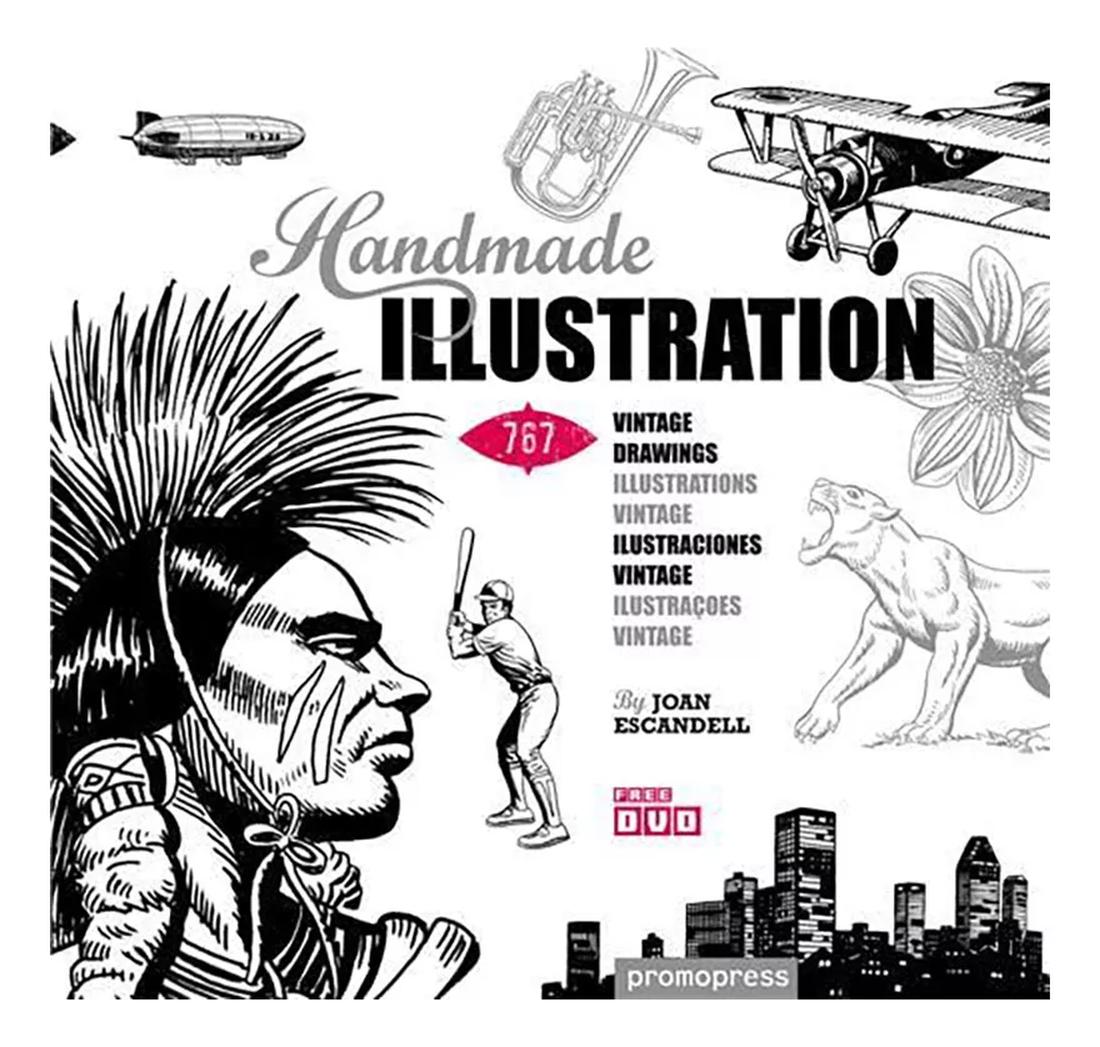 Handmade
ILLUSTRATION
767
VINTAGE
DRAWINGS
ILLUSTRATIONS
VINTAGE
ILUSTRACIONES
VINTAGE
ILUSTRAÇOES
VINTAGE
By JOAN
ESCANDELL
FREE
DVD
promopress